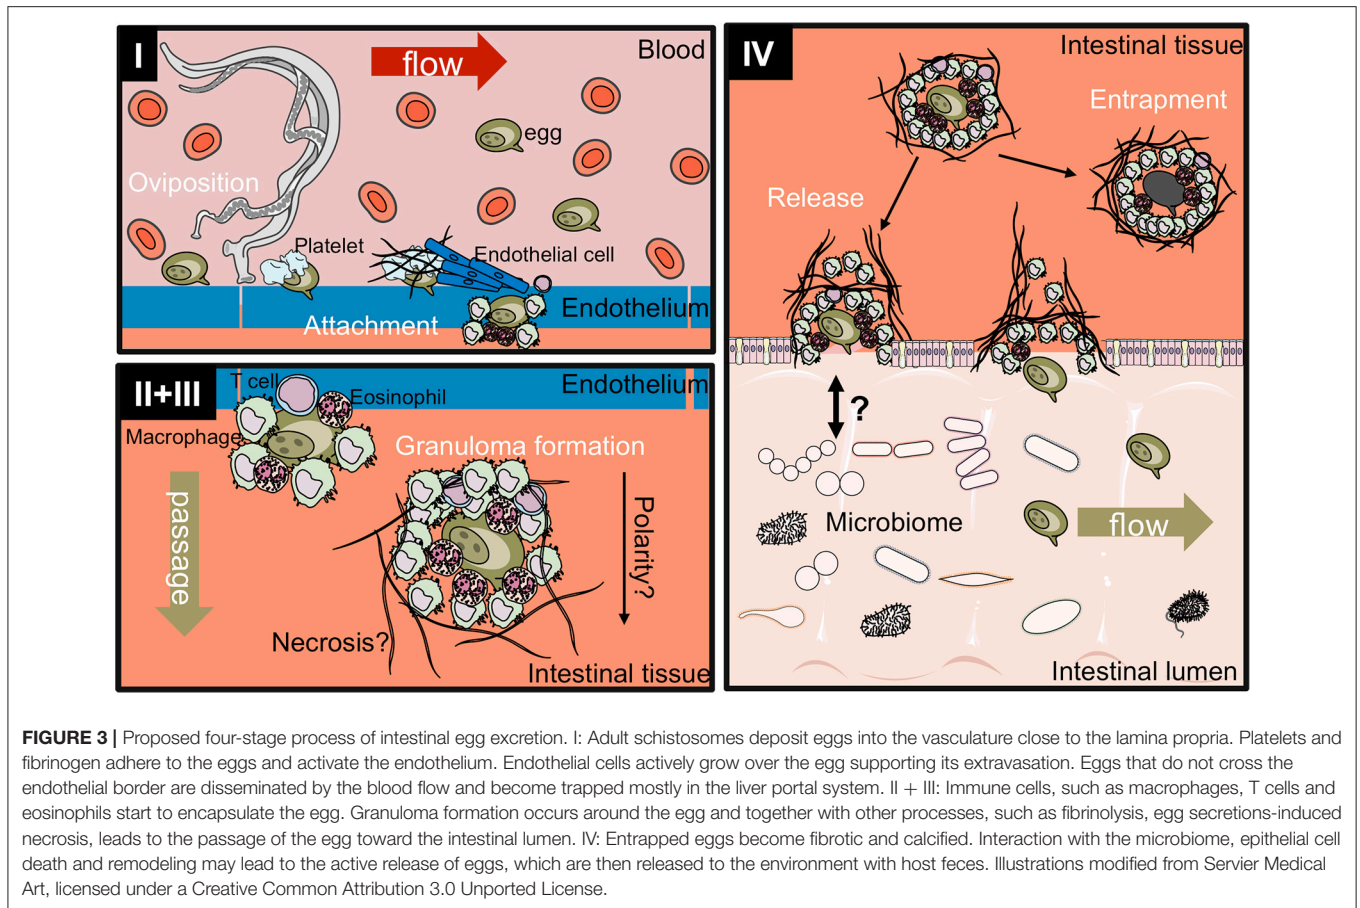 I
Blood
flow
egg
Oviposition
Platelet
Endothelial cell
Endothelium
Attachment
II+III
T cell
Endothelium
Eosinophil
Macrophage
Granuloma formation
passage
Polarity?
Necrosis?
Intestinal tissue
IV
Intestinal tissue
Entrapment
Release
?
Microbiome
flow
Intestinal lumen
FIGURE 3 | Proposed four-stage process of intestinal egg excretion. I: Adult schistosomes deposit eggs into the vasculature close to the lamina propria. Platelets and
fibrinogen adhere to the eggs and activate the endothelium. Endothelial cells actively grow over the egg supporting its extravasation. Eggs that do not cross the
endothelial border are disseminated by the blood flow and become trapped mostly in the liver portal system. II + III: Immune cells, such as macrophages, T cells and
eosinophils start to encapsulate the egg. Granuloma formation occurs around the egg and together with other processes, such as fibrinolysis, egg secretions-induced
necrosis, leads to the passage of the egg toward the intestinal lumen. IV: Entrapped eggs become fibrotic and calcified. Interaction with the microbiome, epithelial cell
death and remodeling may lead to the active release of eggs, which are then released to the environment with host feces. Illustrations modified from Servier Medical
Art, licensed under a Creative Common Attribution 3.0 Unported License.